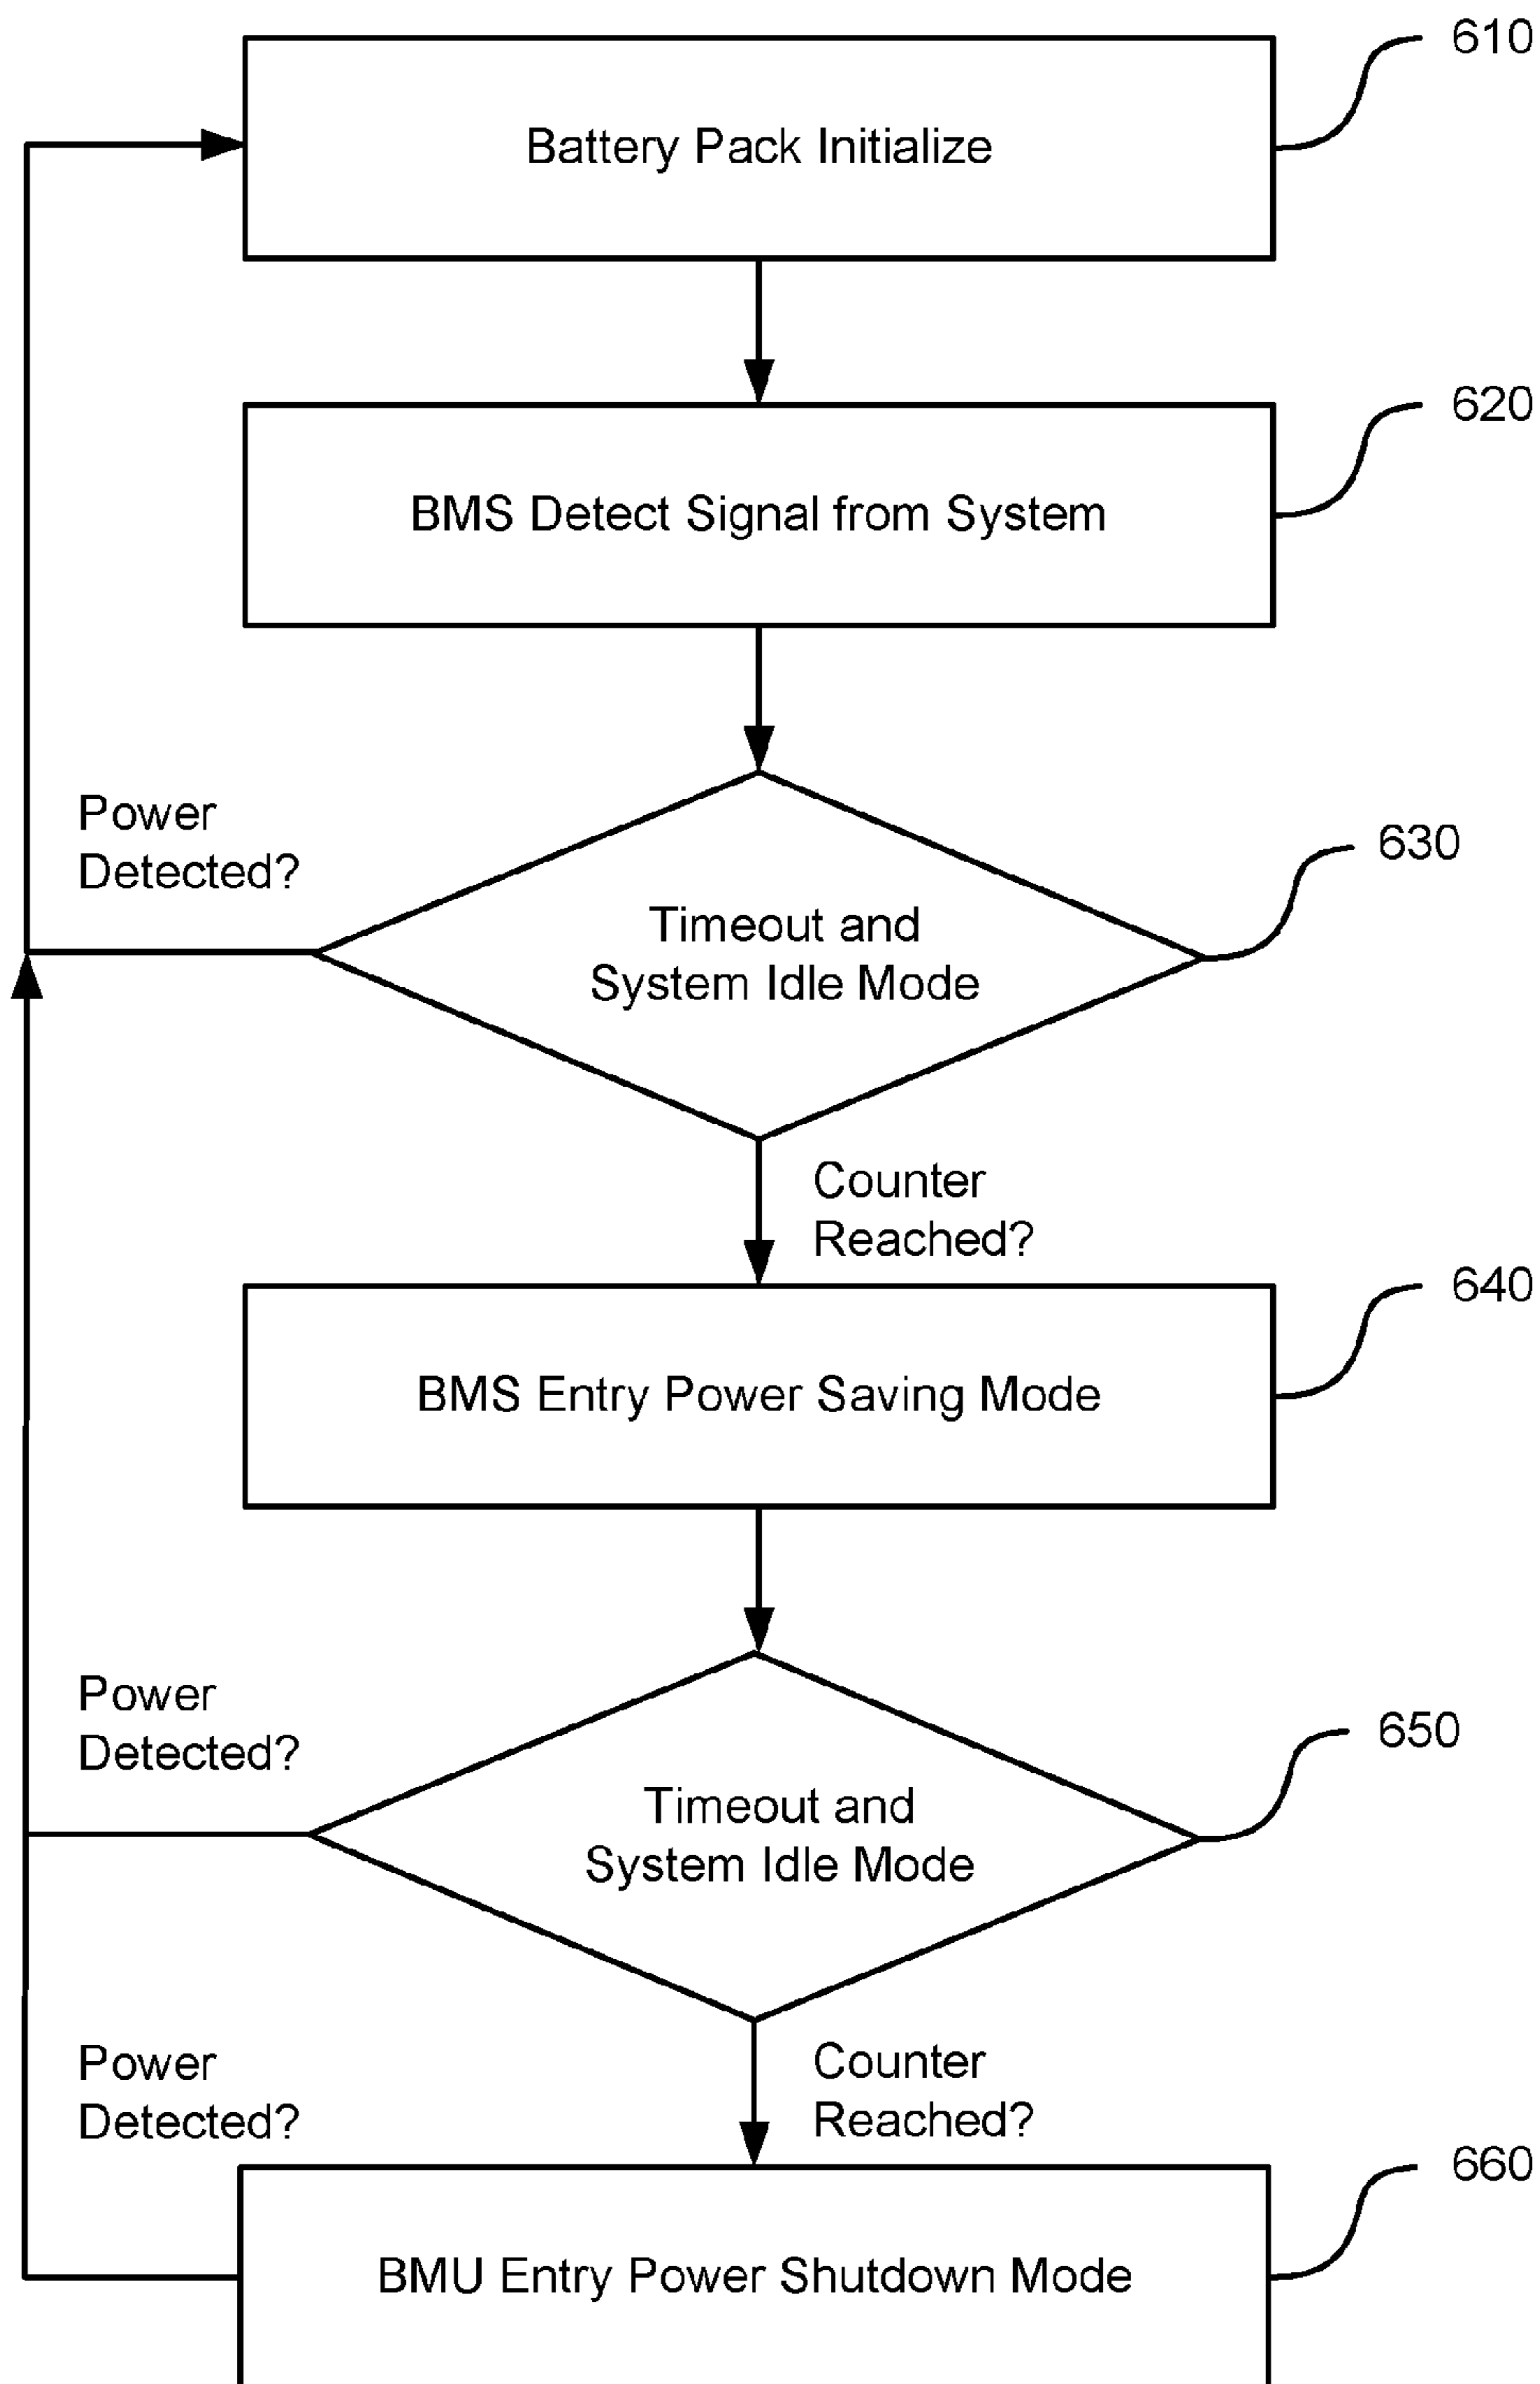 610
Battery Pack Initialize
620
BMS Detect Signal from System
Power
Detected?
630
Timeout and
System Idle Mode
Counter
Reached?
640
BMS Entry Power Saving Mode
Power
Detected?
650
Timeout and
System Idle Mode
Power
Detected?
Counter
Reached?
660
BMU Entry Power Shutdown Mode